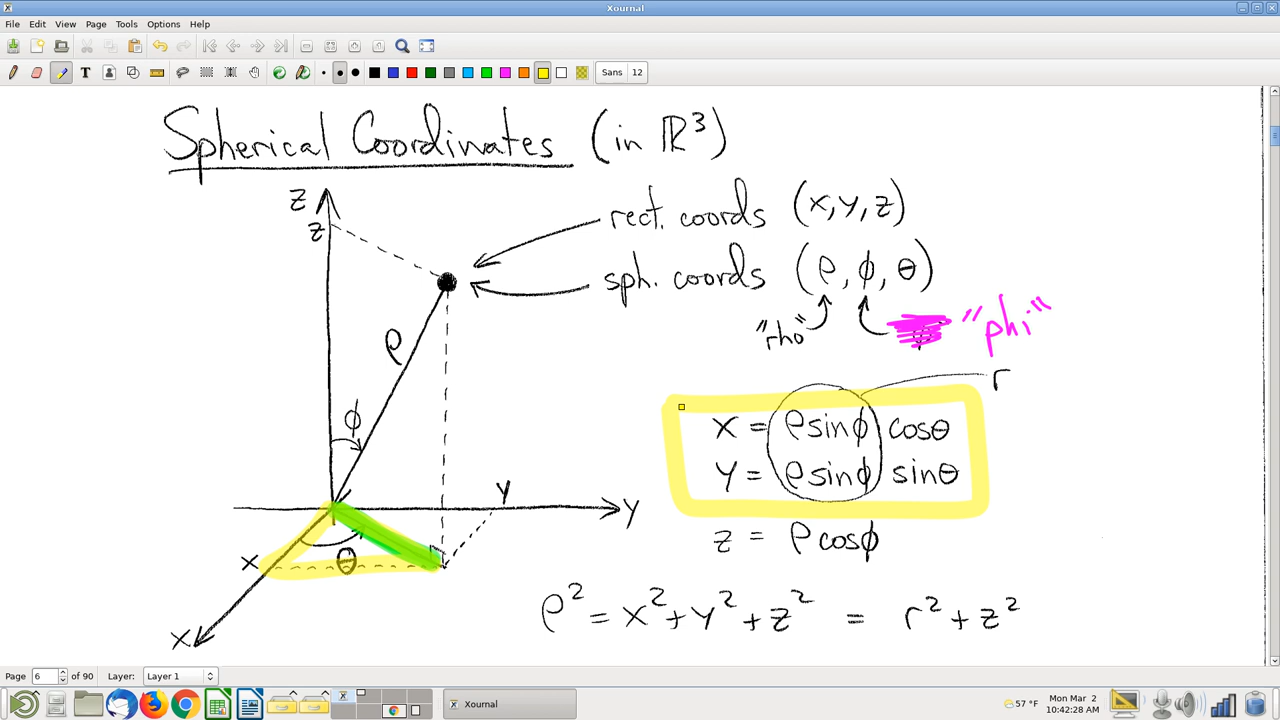 Xournal
File Edit View Page Tools Options Help
Sans 12
Spherical Coordinates (in ℝ³)
z
z
rect. coords (x,y,z)
sph. coords (ρ, ϕ, θ)
"rho" "phi"
ρ
ϕ
r
x = ρsinϕ cosθ
y = ρsinϕ sinθ
y
y
z = ρcosϕ
x
θ
x
ρ² = x² + y² + z² = r² + z²
Page 6 of 90 Layer: Layer 1
Xournal
57 °F
Mon Mar 2
10:42:28 AM